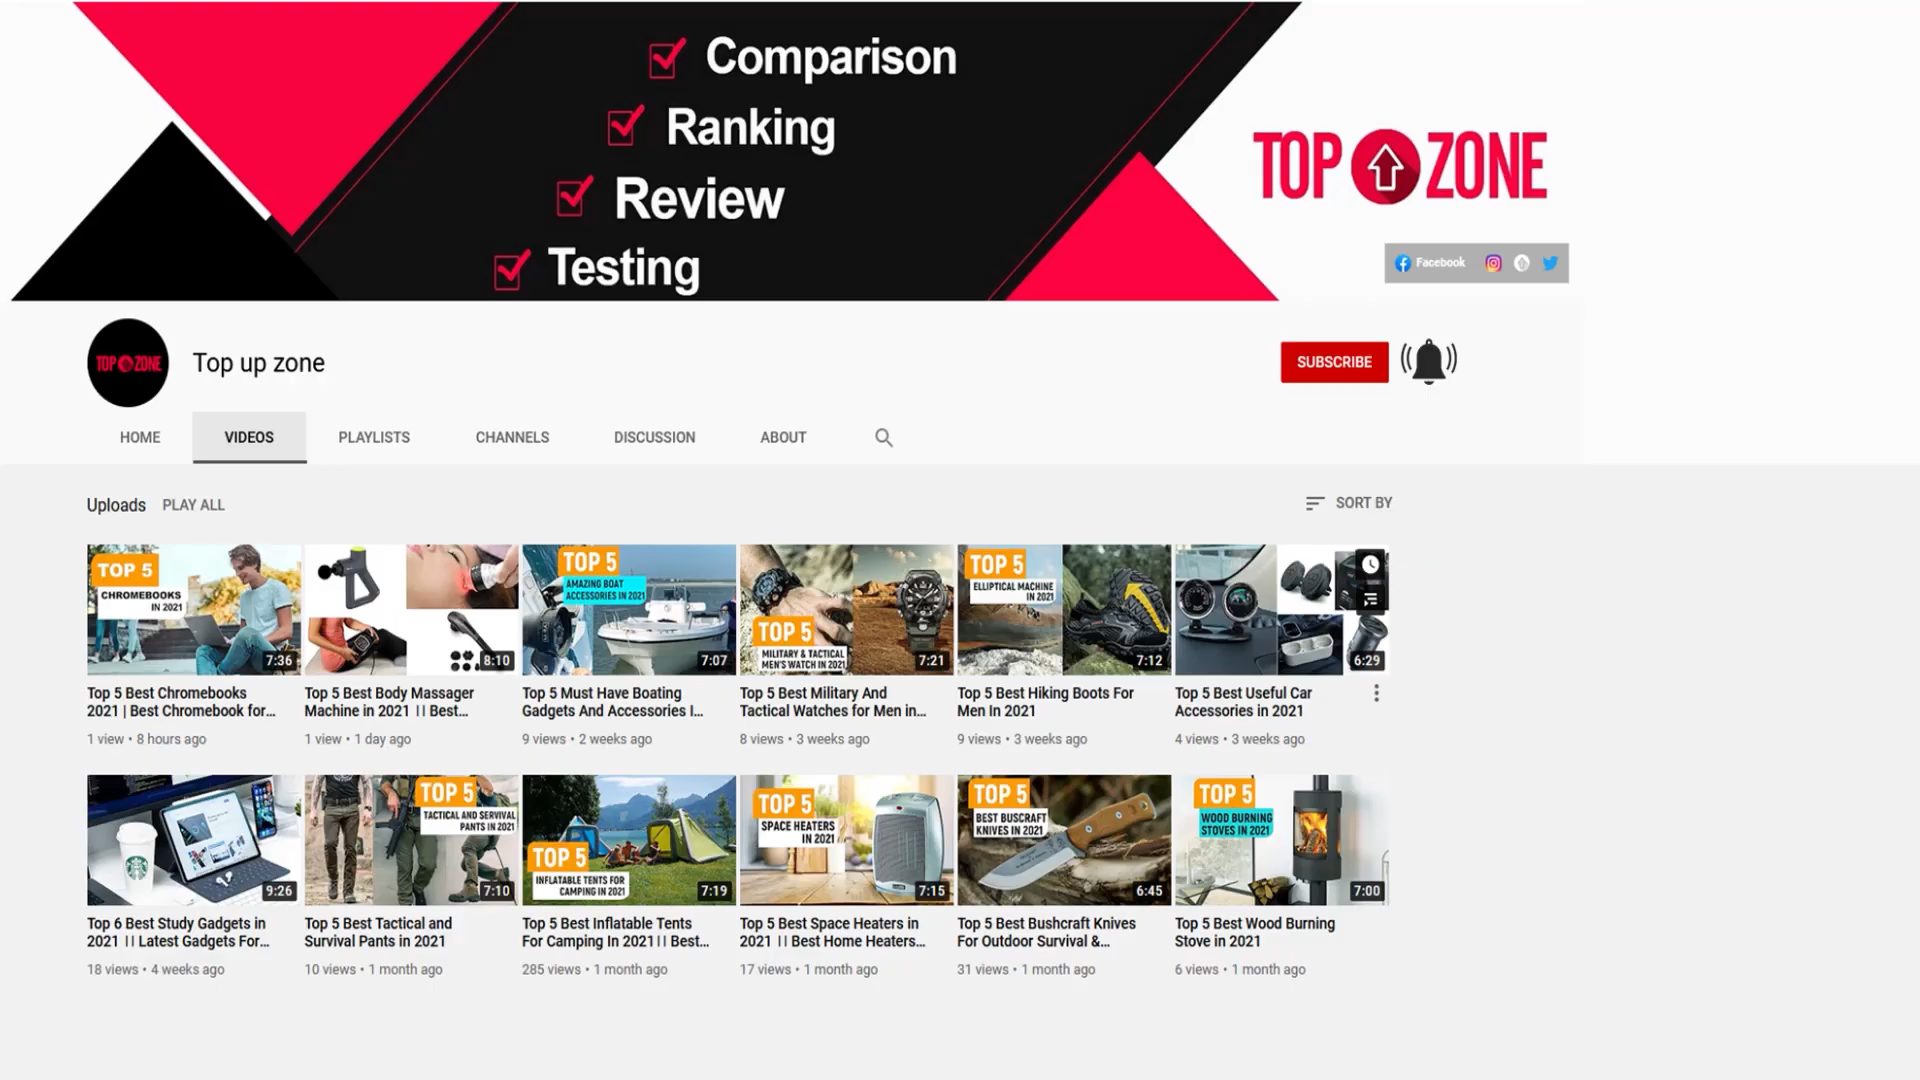 Comparison
Ranking
Review
Testing
TOP ZONE
Facebook
TOP ZONE
Top up zone
SUBSCRIBE
HOME
VIDEOS
PLAYLISTS
CHANNELS
DISCUSSION
ABOUT
Uploads
PLAY ALL
SORT BY
TOP 5
CHROMEBOOKS
IN 2021
7:36
8:10
TOP 5
AMAZING BOAT
ACCESSORIES IN 2021
7:07
TOP 5
MILITARY & TACTICAL
MEN'S WATCH IN 2021
7:21
TOP 5
ELLIPTICAL MACHINE
IN 2021
7:12
6:29
Top 5 Best Chromebooks
2021 | Best Chromebook for...
1 view • 8 hours ago
Top 5 Best Body Massager
Machine in 2021 || Best...
1 view • 1 day ago
Top 5 Must Have Boating
Gadgets And Accessories I...
9 views • 2 weeks ago
Top 5 Best Military And
Tactical Watches for Men in...
8 views • 3 weeks ago
Top 5 Best Hiking Boots For
Men In 2021
9 views • 3 weeks ago
Top 5 Best Useful Car
Accessories in 2021
4 views • 3 weeks ago
9:26
TOP 5
TACTICAL AND SERVIVAL
PANTS IN 2021
7:10
TOP 5
INFLATABLE TENTS FOR
CAMPING IN 2021
7:19
TOP 5
SPACE HEATERS
IN 2021
7:15
TOP 5
BEST BUSCRAFT
KNIVES IN 2021
6:45
TOP 5
WOOD BURNING
STOVES IN 2021
7:00
Top 6 Best Study Gadgets in
2021 || Latest Gadgets For...
18 views • 4 weeks ago
Top 5 Best Tactical and
Survival Pants in 2021
10 views • 1 month ago
Top 5 Best Inflatable Tents
For Camping In 2021|| Best...
285 views • 1 month ago
Top 5 Best Space Heaters in
2021 || Best Home Heaters...
17 views • 1 month ago
Top 5 Best Bushcraft Knives
For Outdoor Survival &...
31 views • 1 month ago
Top 5 Best Wood Burning
Stove in 2021
6 views • 1 month ago